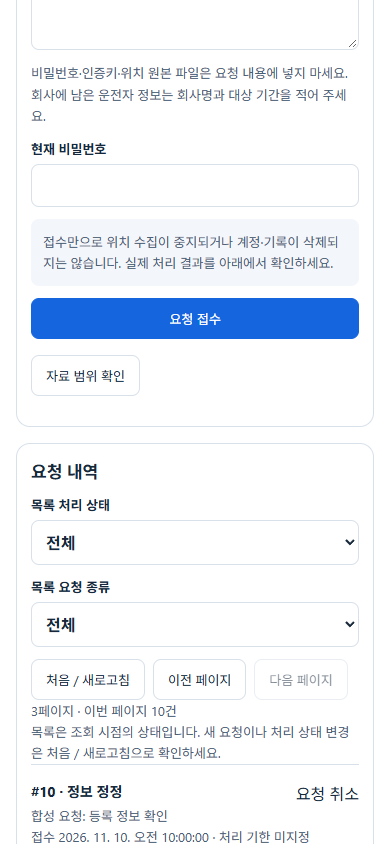 비밀번호·인증키·위치 원본 파일은 요청 내용에 넣지 마세요.
회사에 남은 운전자 정보는 회사명과 대상 기간을 적어 주세
요.
현재 비밀번호
접수만으로 위치 수집이 중지되거나 계정·기록이 삭제되
지는 않습니다. 실제 처리 결과를 아래에서 확인하세요.
요청 접수
자료 범위 확인
요청 내역
목록 처리 상태
전체
목록 요청 종류
전체
처음 / 새로고침
이전 페이지
다음 페이지
3페이지 · 이번 페이지 10건
목록은 조회 시점의 상태입니다. 새 요청이나 처리 상태 변경
은 처음 / 새로고침으로 확인하세요.
#10 · 정보 정정
요청 취소
합성 요청: 등록 정보 확인
접수 2026. 11. 10. 오전 10:00:00 · 처리 기한 미지정